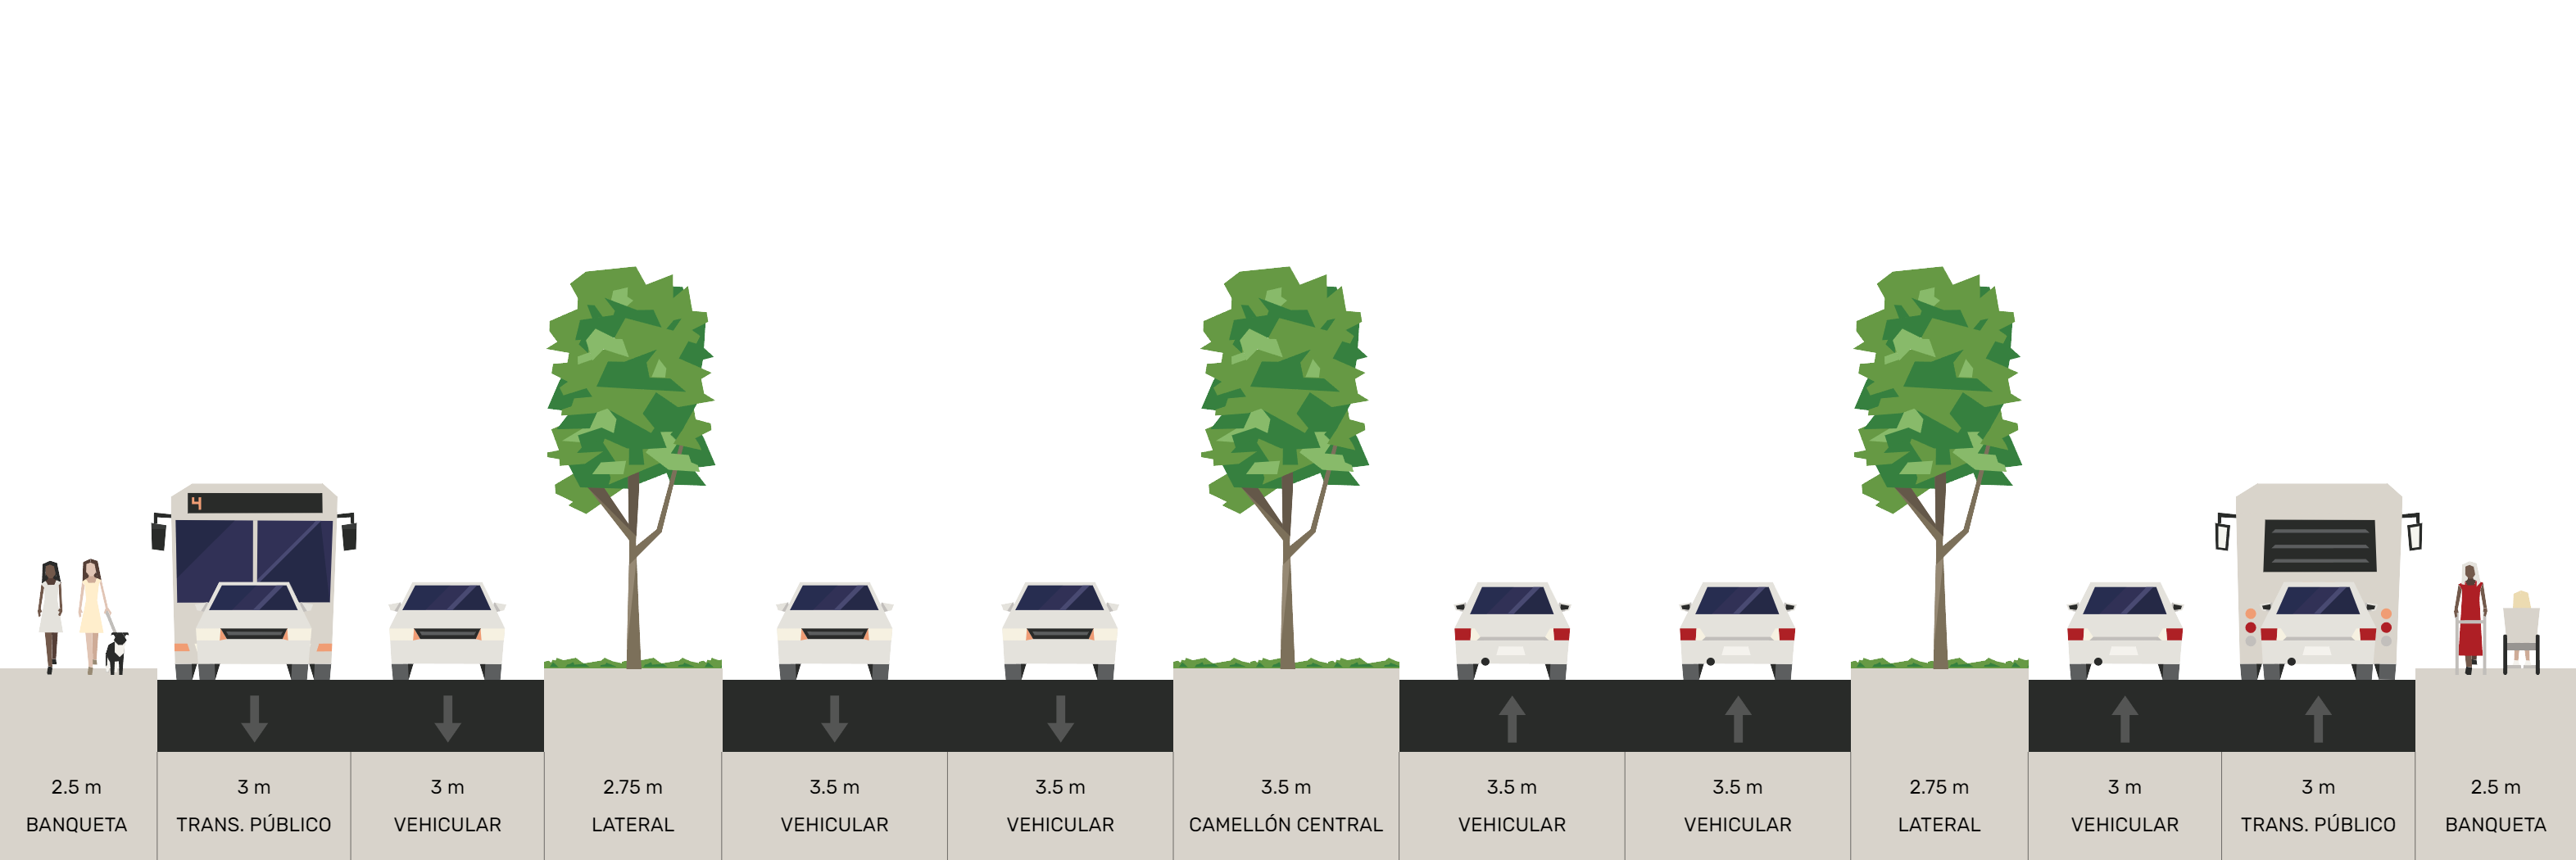 4
2.5 m
BANQUETA
3 m
TRANS. PÚBLICO
3 m
VEHICULAR
2.75 m
LATERAL
3.5 m
VEHICULAR
3.5 m
VEHICULAR
3.5 m
CAMELLÓN CENTRAL
3.5 m
VEHICULAR
3.5 m
VEHICULAR
2.75 m
LATERAL
3 m
VEHICULAR
3 m
TRANS. PÚBLICO
2.5 m
BANQUETA